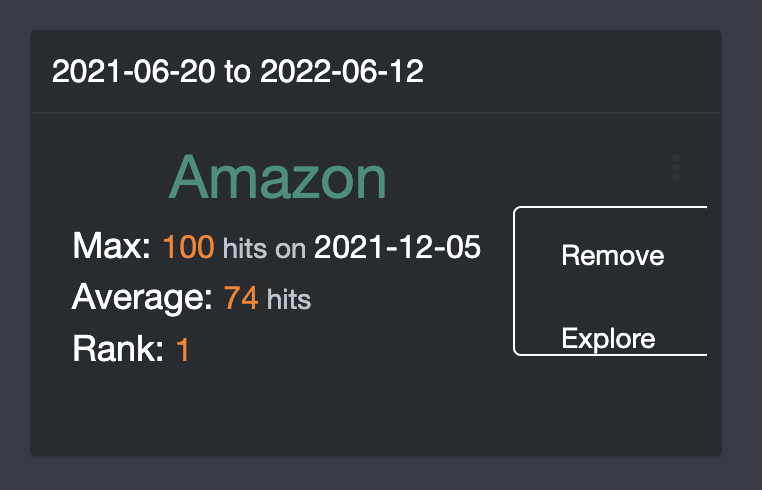 2021-06-20 to 2022-06-12
Amazon
Max: 100 hits on 2021-12-05
Average: 74 hits
Rank: 1
Remove
Explore